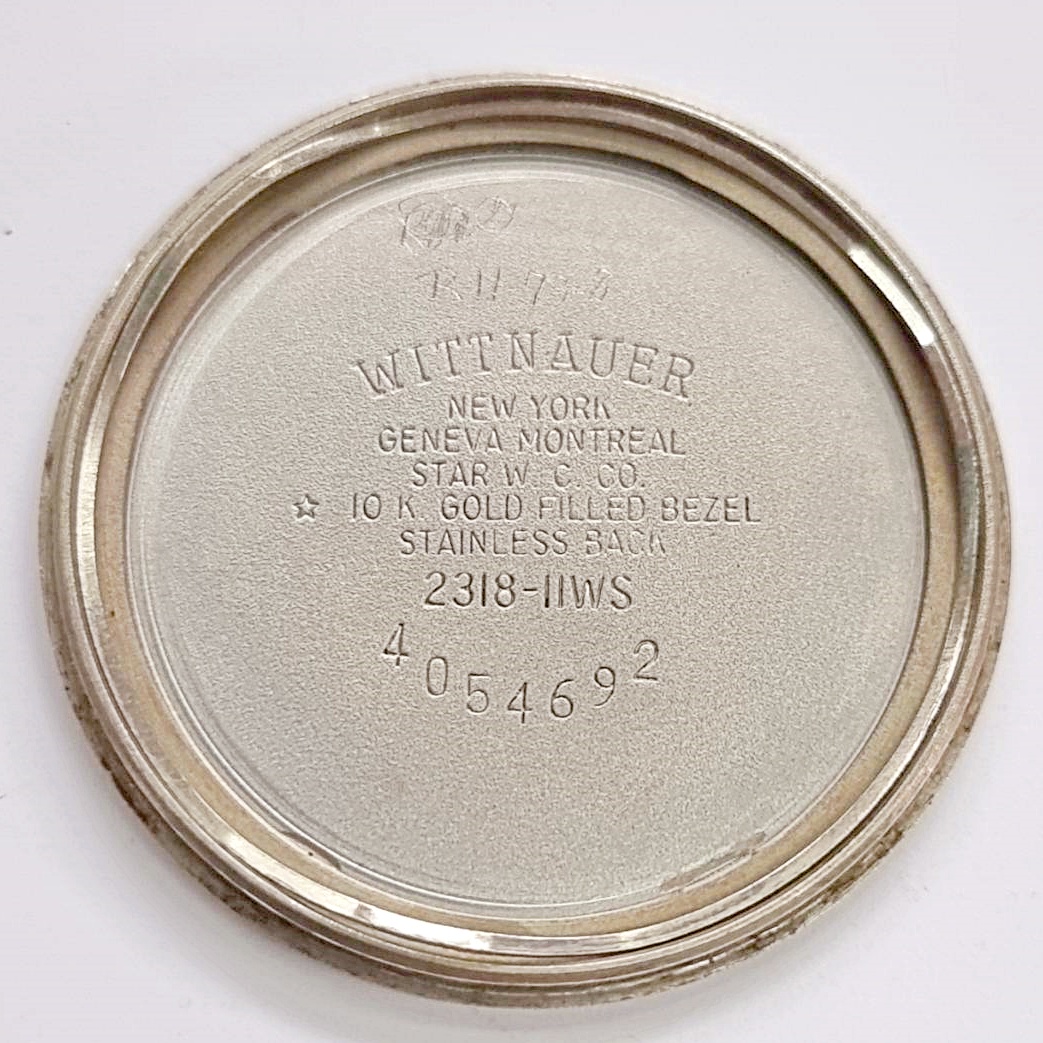 WITTNAUER
NEW YORK
GENEVA MONTREAL
STAR W. C. CO.
☆ 10 K. GOLD FILLED BEZEL
STAINLESS BACK
2318-11WS
4054692